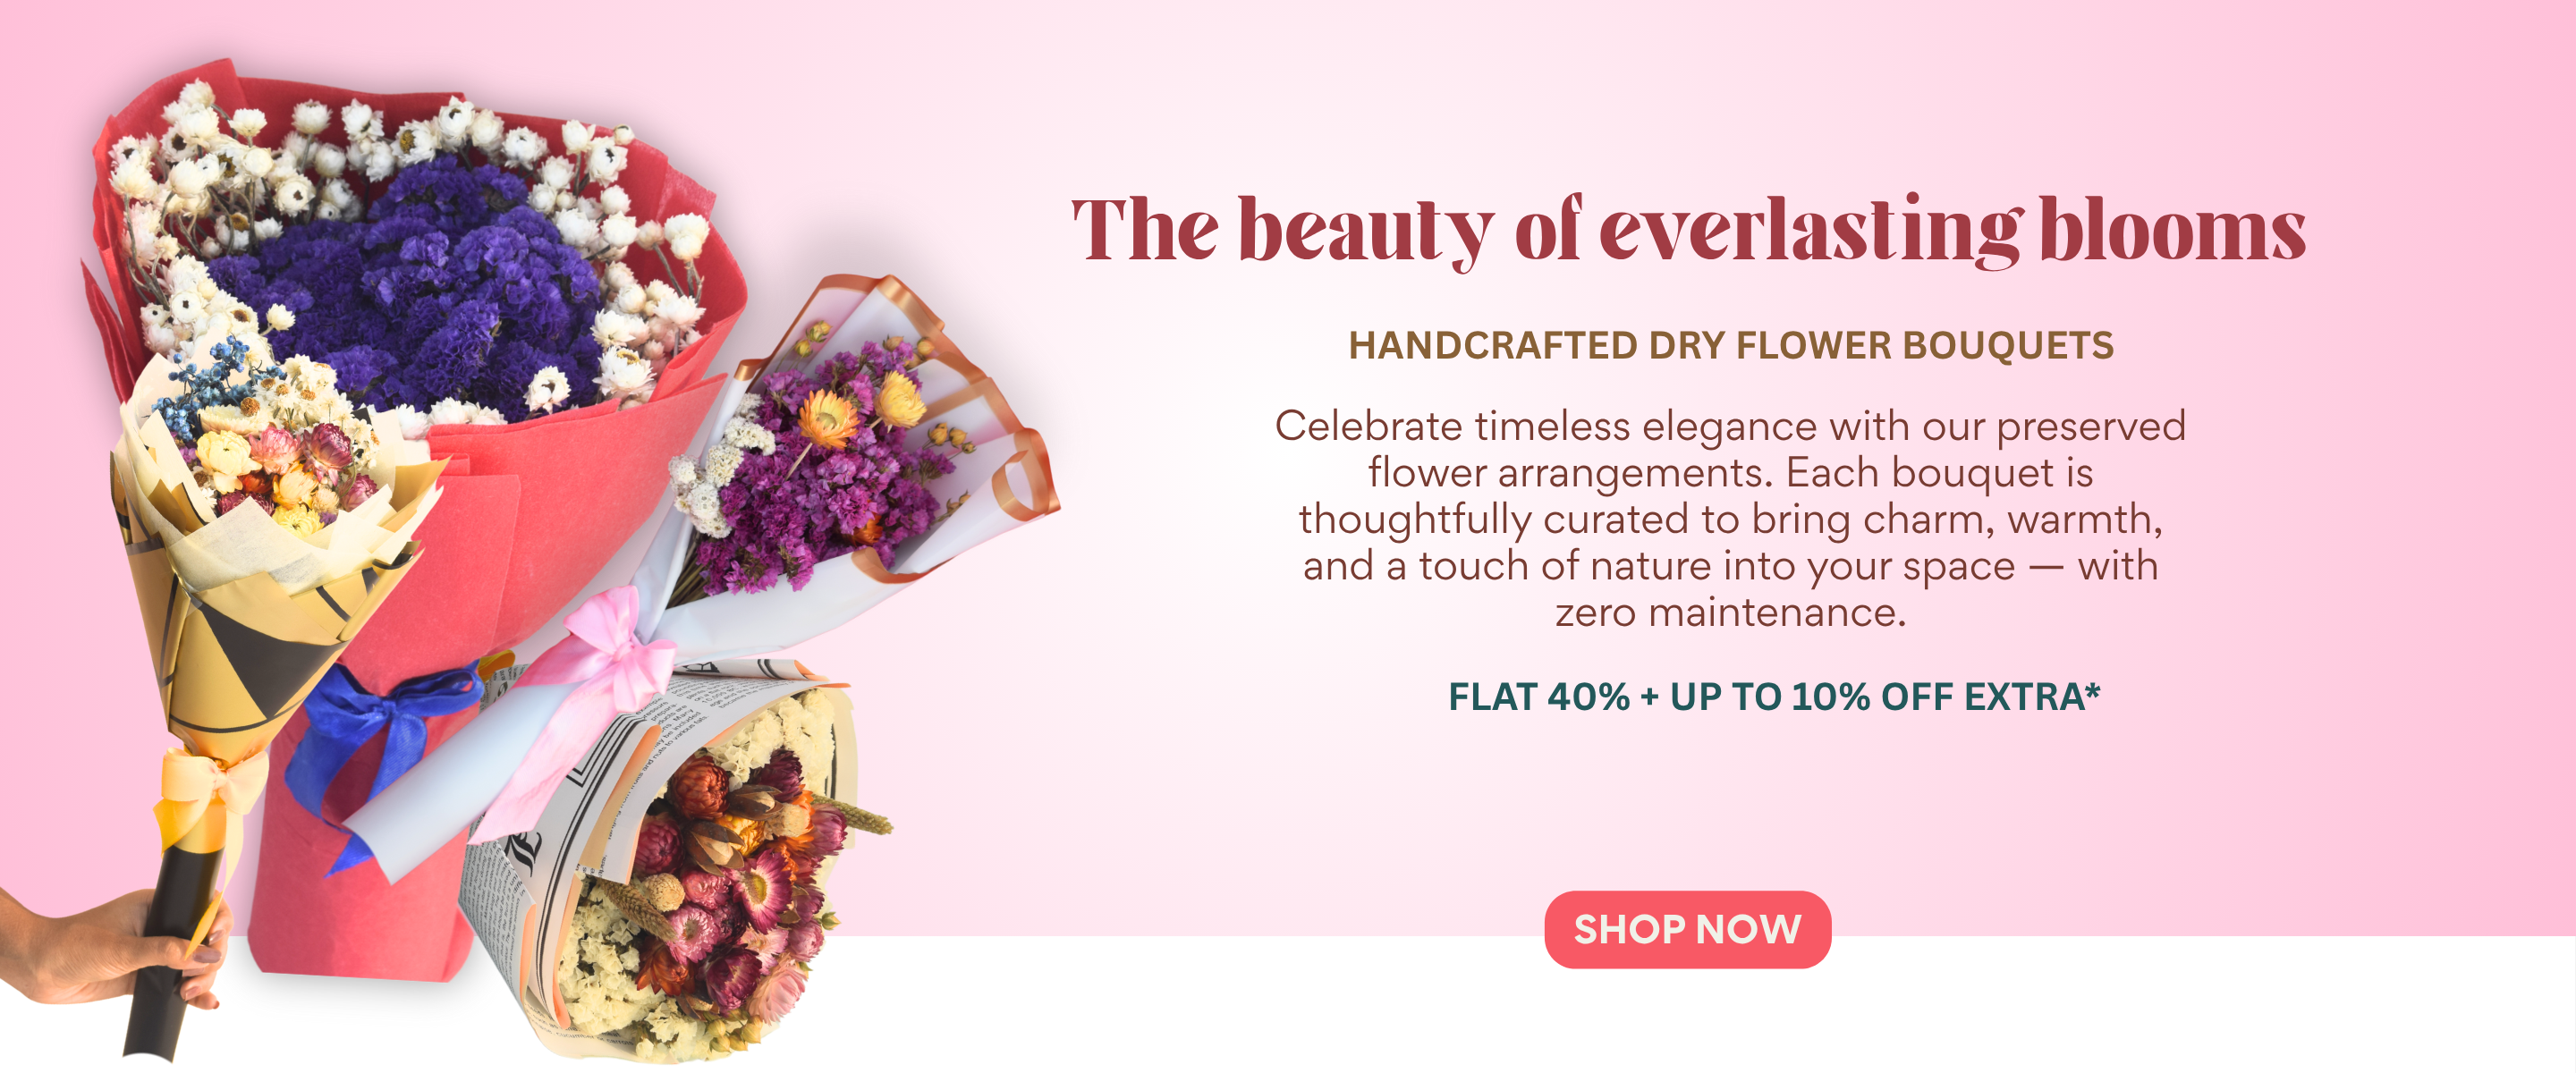 The beauty of everlasting blooms
HANDCRAFTED DRY FLOWER BOUQUETS
Celebrate timeless elegance with our preserved
flower arrangements. Each bouquet is
thoughtfully curated to bring charm, warmth,
and a touch of nature into your space — with
zero maintenance.
FLAT 40% + UP TO 10% OFF EXTRA*
SHOP NOW